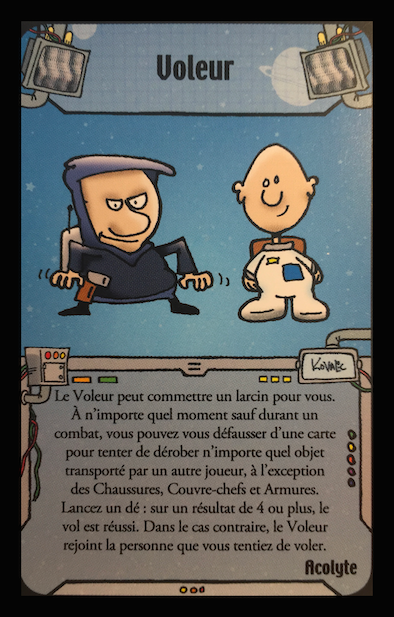 Voleur
KOVALIC
Le Voleur peut commettre un larcin pour vous.
À n'importe quel moment sauf durant un
combat, vous pouvez vous défausser d'une carte
pour tenter de dérober n'importe quel objet
transporté par un autre joueur, à l'exception
des Chaussures, Couvre-chefs et Armures.
Lancez un dé : sur un résultat de 4 ou plus, le
vol est réussi. Dans le cas contraire, le Voleur
rejoint la personne que vous tentiez de voler.
Acolyte